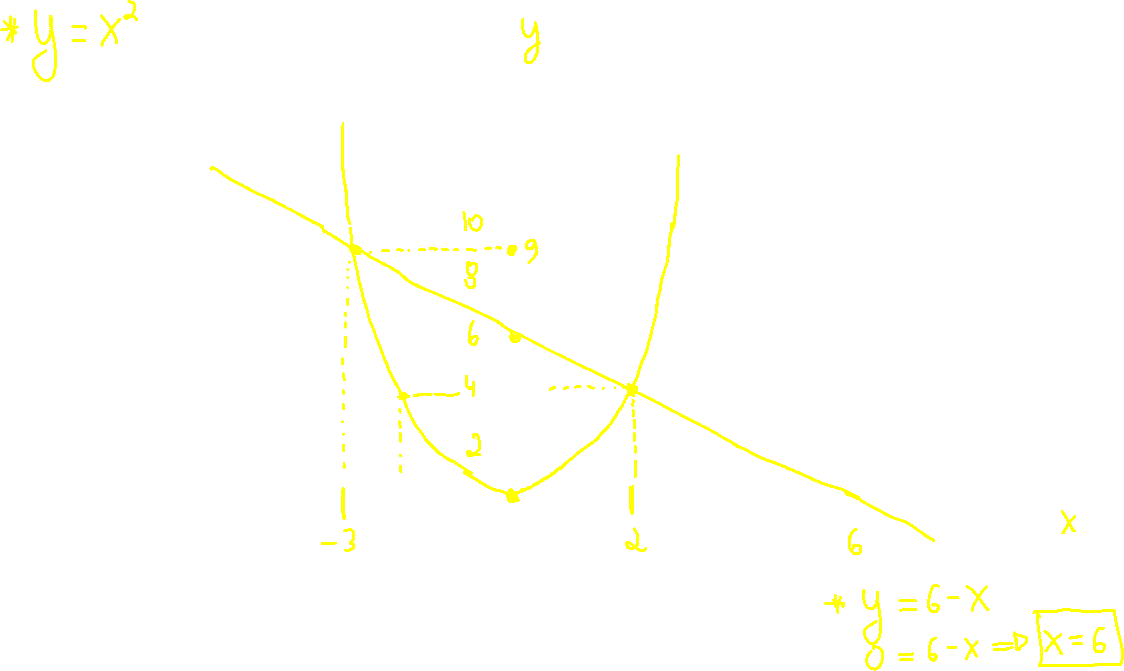 * y = x²
y
10
9
8
6
4
2
-3
2
6
x
* y = 6 - x
0 = 6 - x ⇒ x = 6